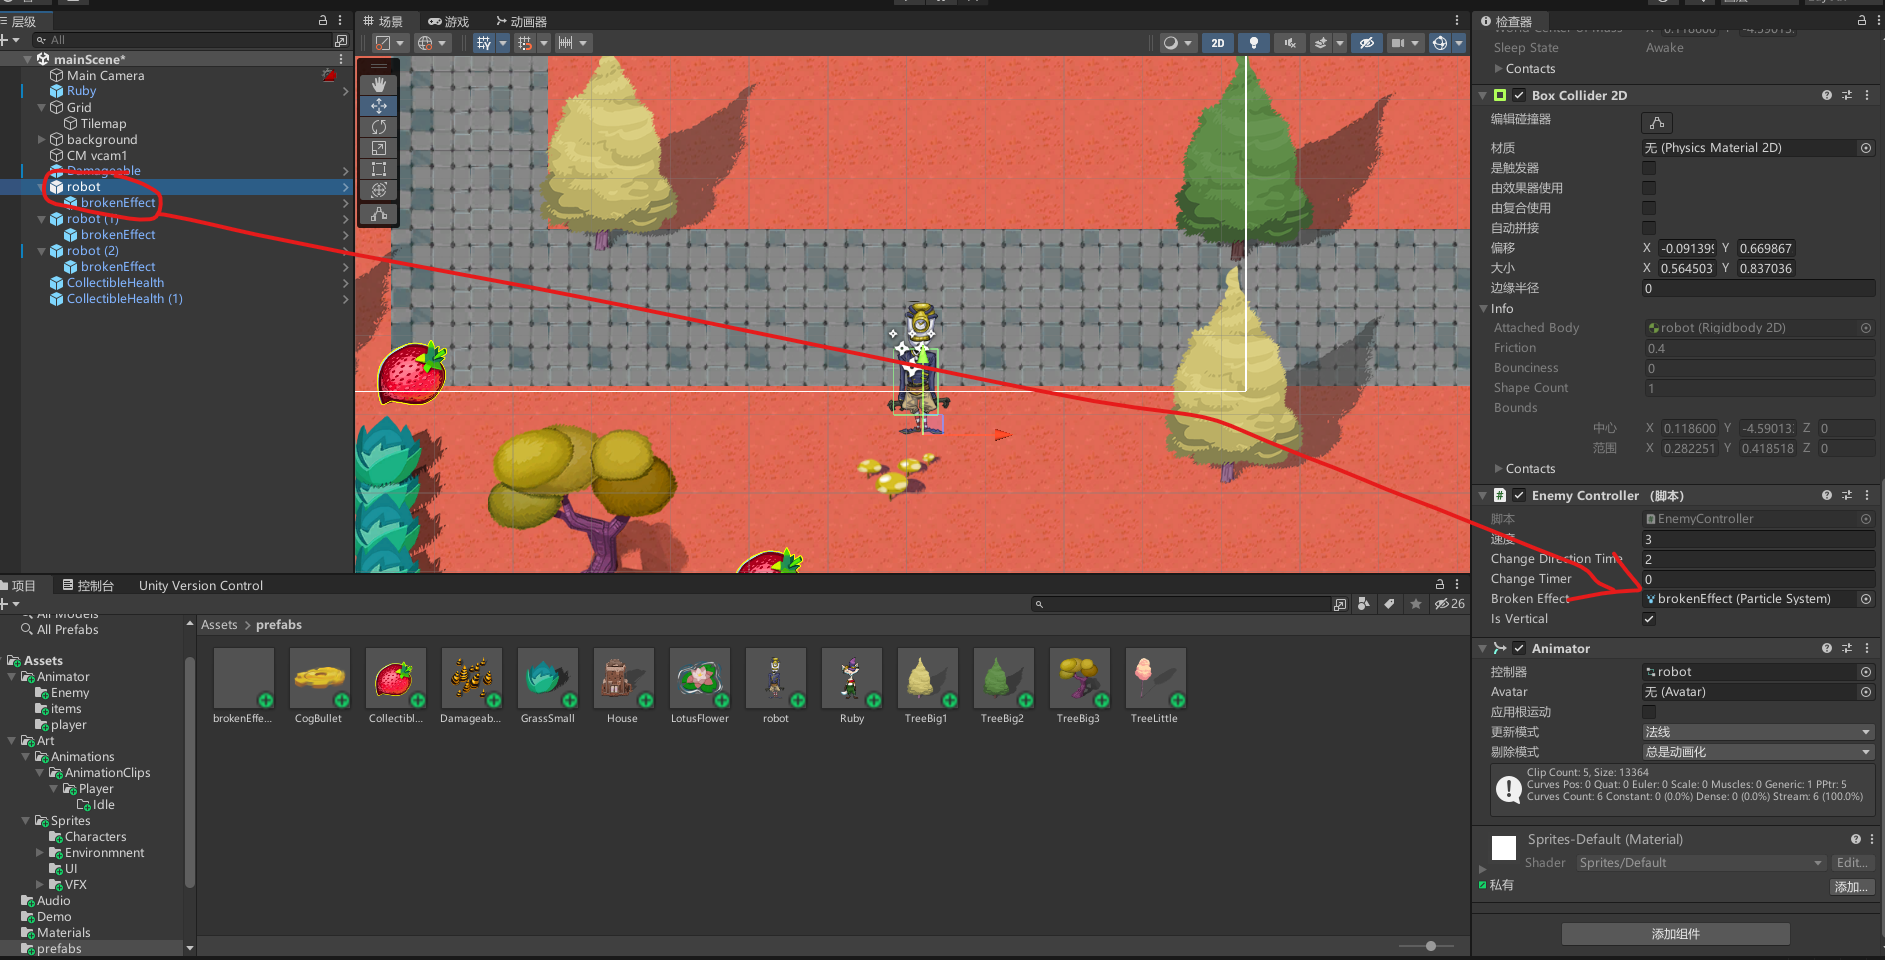 层级
All
mainScene*
Main Camera
Ruby
Grid
Tilemap
background
CM vcam1
Damageable
robot
brokenEffect
robot (1)
brokenEffect
robot (2)
brokenEffect
CollectibleHealth
CollectibleHealth (1)
场景
游戏
动画器
2D
检查器
Sleep State
Awake
Contacts
Box Collider 2D
编辑碰撞器
材质
无 (Physics Material 2D)
是触发器
由效果器使用
由复合使用
自动拼接
偏移
X -0.09139 Y 0.669867
大小
X 0.564503 Y 0.837036
边缘半径
0
Info
Attached Body
robot (Rigidbody 2D)
Friction
0.4
Bounciness
0
Shape Count
1
Bounds
中心
X 0.118600 Y -4.59013 Z 0
范围
X 0.282251 Y 0.418518 Z 0
Contacts
Enemy Controller （脚本）
脚本
EnemyController
速度
3
Change Direction Time
2
Change Timer
0
Broken Effect
brokenEffect (Particle System)
Is Vertical
Animator
控制器
robot
Avatar
无 (Avatar)
应用根运动
更新模式
法线
剔除模式
总是动画化
Clip Count: 5, Size: 13364
Curves Pos: 0 Quat: 0 Euler: 0 Scale: 0 Muscles: 0 Generic: 1 PPtr: 5
Curves Count: 6 Constant: 0 (0.0%) Dense: 0 (0.0%) Stream: 6 (100.0%)
Sprites-Default (Material)
Shader
Sprites/Default
Edit...
私有
添加...
添加组件
项目
控制台
Unity Version Control
26
All Models
All Prefabs
Assets
Animator
Enemy
items
player
Art
Animations
AnimationClips
Player
Idle
Sprites
Characters
Environmnent
UI
VFX
Audio
Demo
Materials
prefabs
Assets > prefabs
brokenEffe...
CogBullet
Collectibl...
Damageab...
GrassSmall
House
LotusFlower
robot
Ruby
TreeBig1
TreeBig2
TreeBig3
TreeLittle